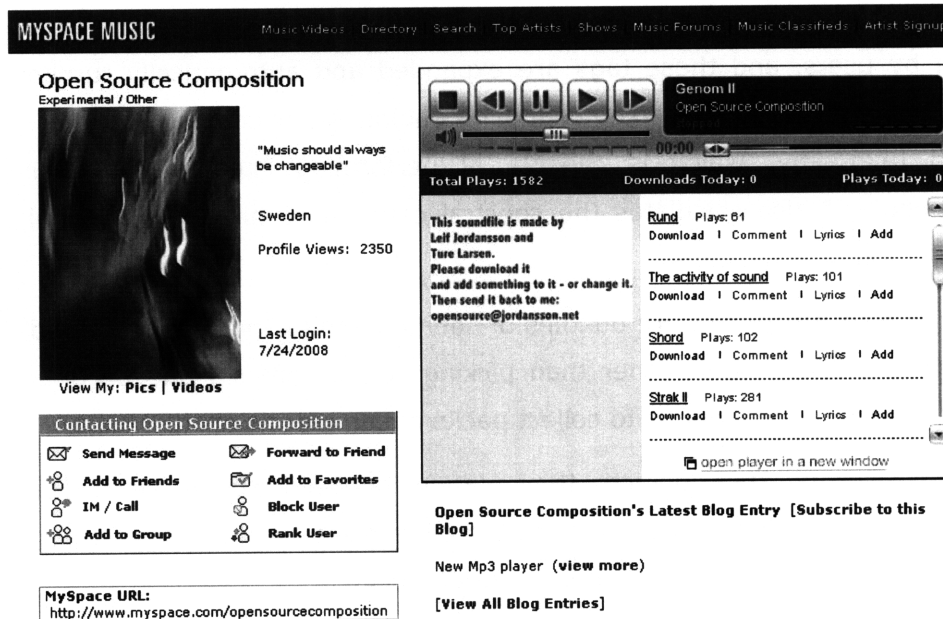 MYSPACE MUSIC
Music Videos Directory Search Top Artists Shows Music Forums Music Classifieds Artist Signup
Open Source Composition
Experimental / Other
"Music should always
be changeable"
Sweden
Profile Views: 2350
Last Login:
7/24/2008
View My: Pics | Videos
Contacting Open Source Composition
Send Message Forward to Friend
Add to Friends Add to Favorites
IM / Call Block User
Add to Group Rank User
MySpace URL:
http://www.myspace.com/opensourcecomposition
Genom II
Open Source Composition
00:00
Total Plays: 1582 Downloads Today: 0 Plays Today: 0
This soundfile is made by
Leif Jordansson and
Ture Larsen.
Please download it
and add something to it - or change it.
Then send it back to me:
opensource@jordansson.net
Rund Plays: 61
Download | Comment | Lyrics | Add
The activity of sound Plays: 101
Download | Comment | Lyrics | Add
Shord Plays: 102
Download | Comment | Lyrics | Add
Strak II Plays: 281
Download | Comment | Lyrics | Add
open player in a new window
Open Source Composition's Latest Blog Entry [Subscribe to this
Blog]
New Mp3 player (view more)
[View All Blog Entries]